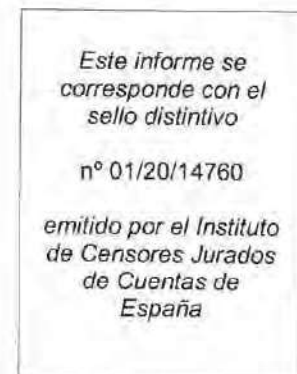 Este informe se
corresponde con el
sello distintivo
nº 01/20/14760
emitido por el Instituto
de Censores Jurados
de Cuentas de
España